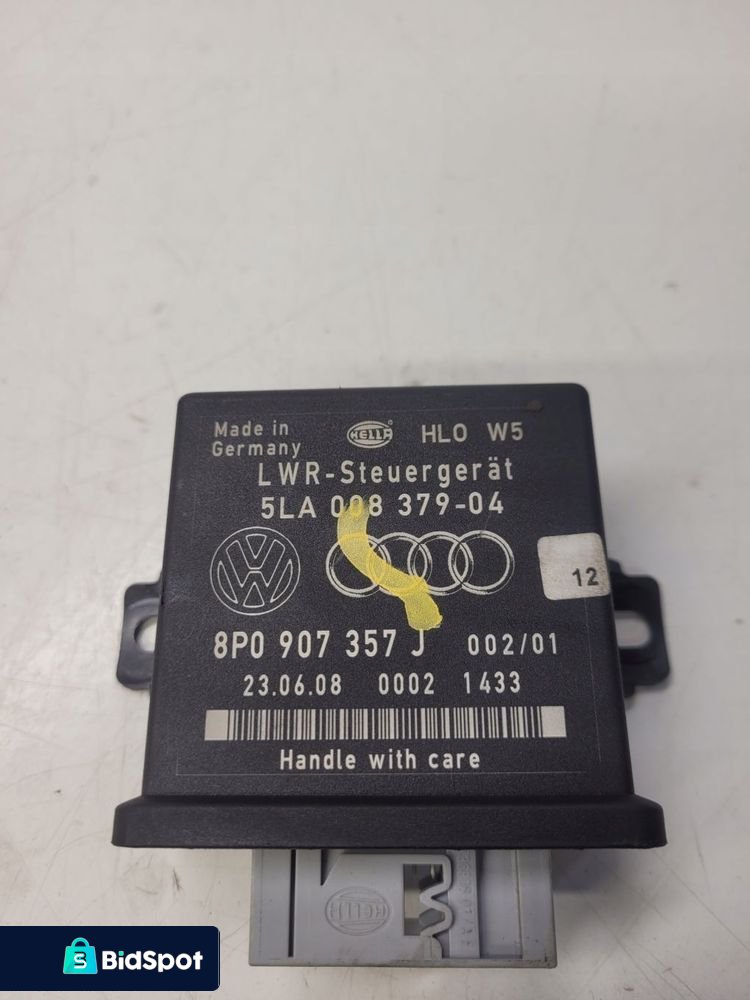 Made in
Germany
HELLA
HLO W5
LWR-Steuergerät
5LA 008 379-04
12
8P0 907 357 J 002/01
23.06.08 0002 1433
Handle with care
HELLA
BidSpot